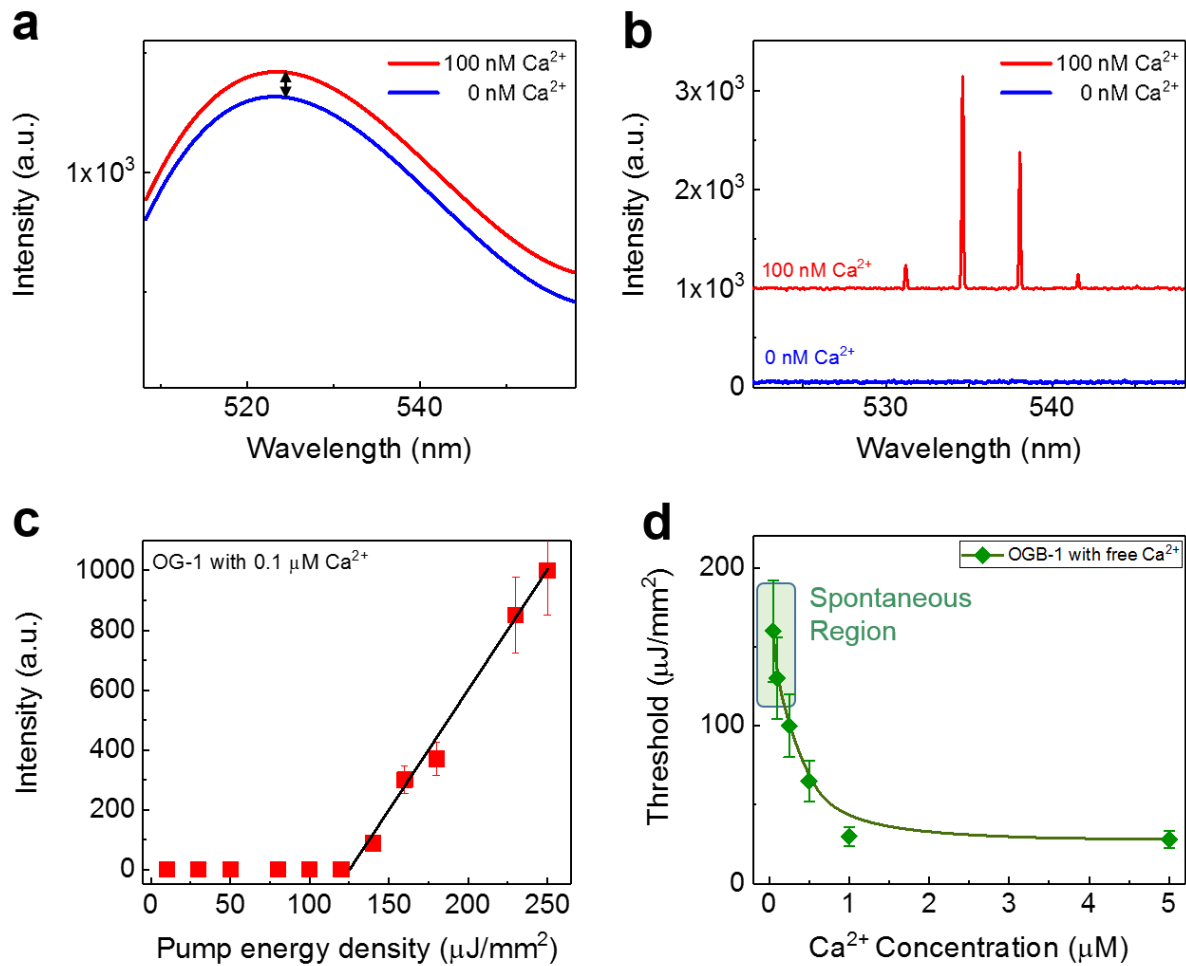 a
100 nM Ca²⁺
0 nM Ca²⁺
1x10³
Intensity (a.u.)
520
540
Wavelength (nm)
b
100 nM Ca²⁺
0 nM Ca²⁺
3x10³
2x10³
1x10³
0
Intensity (a.u.)
100 nM Ca²⁺
0 nM Ca²⁺
530
540
Wavelength (nm)
c
OG-1 with 0.1 μM Ca²⁺
1000
800
600
400
200
0
Intensity (a.u.)
0
50
100
150
200
250
Pump energy density (μJ/mm²)
d
OGB-1 with free Ca²⁺
200
100
0
Threshold (μJ/mm²)
Spontaneous
Region
0
1
2
3
4
5
Ca²⁺ Concentration (μM)